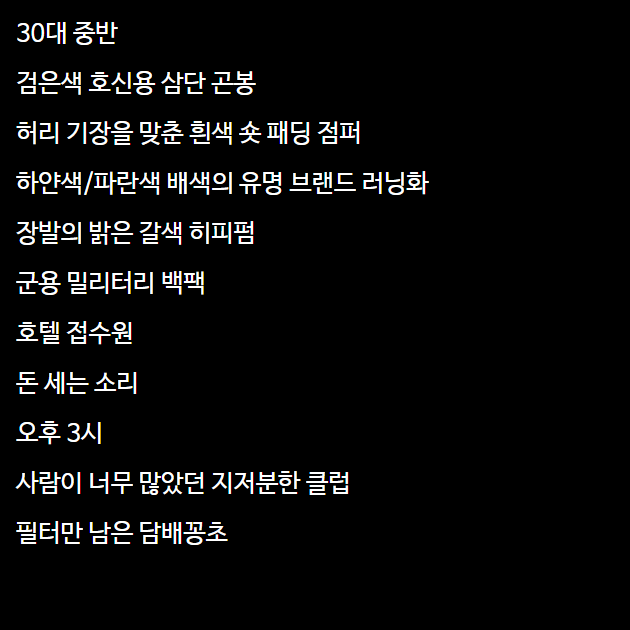 30대 중반
검은색 호신용 삼단 곤봉
허리 기장을 맞춘 흰색 숏 패딩 점퍼
하얀색/파란색 배색의 유명 브랜드 러닝화
장발의 밝은 갈색 히피펌
군용 밀리터리 백팩
호텔 접수원
돈 세는 소리
오후 3시
사람이 너무 많았던 지저분한 클럽
필터만 남은 담배꽁초